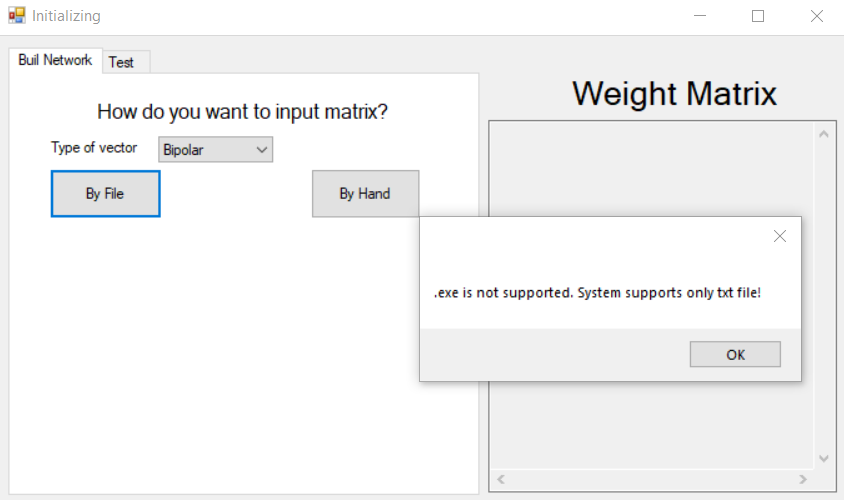 Initializing
Buil Network
Test
Weight Matrix
How do you want to input matrix?
Type of vector
Bipolar
By File
By Hand
.exe is not supported. System supports only txt file!
OK